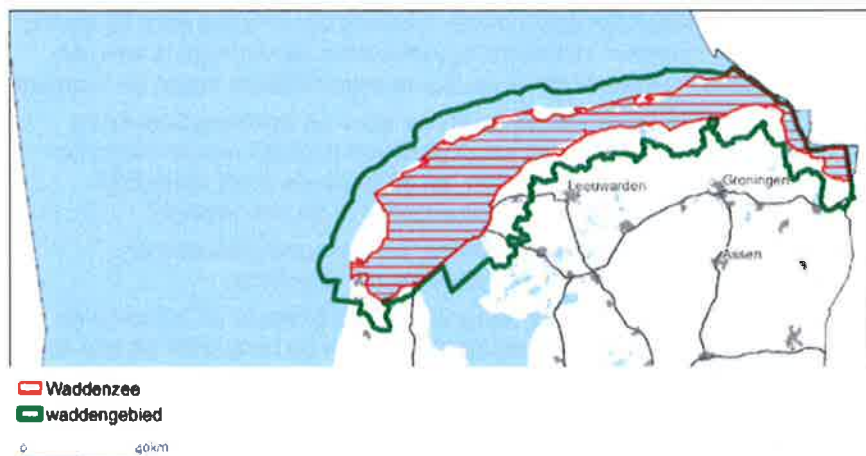 Leeuwarden
Groningen
Assen
Waddenzee
waddengebied
0 40km